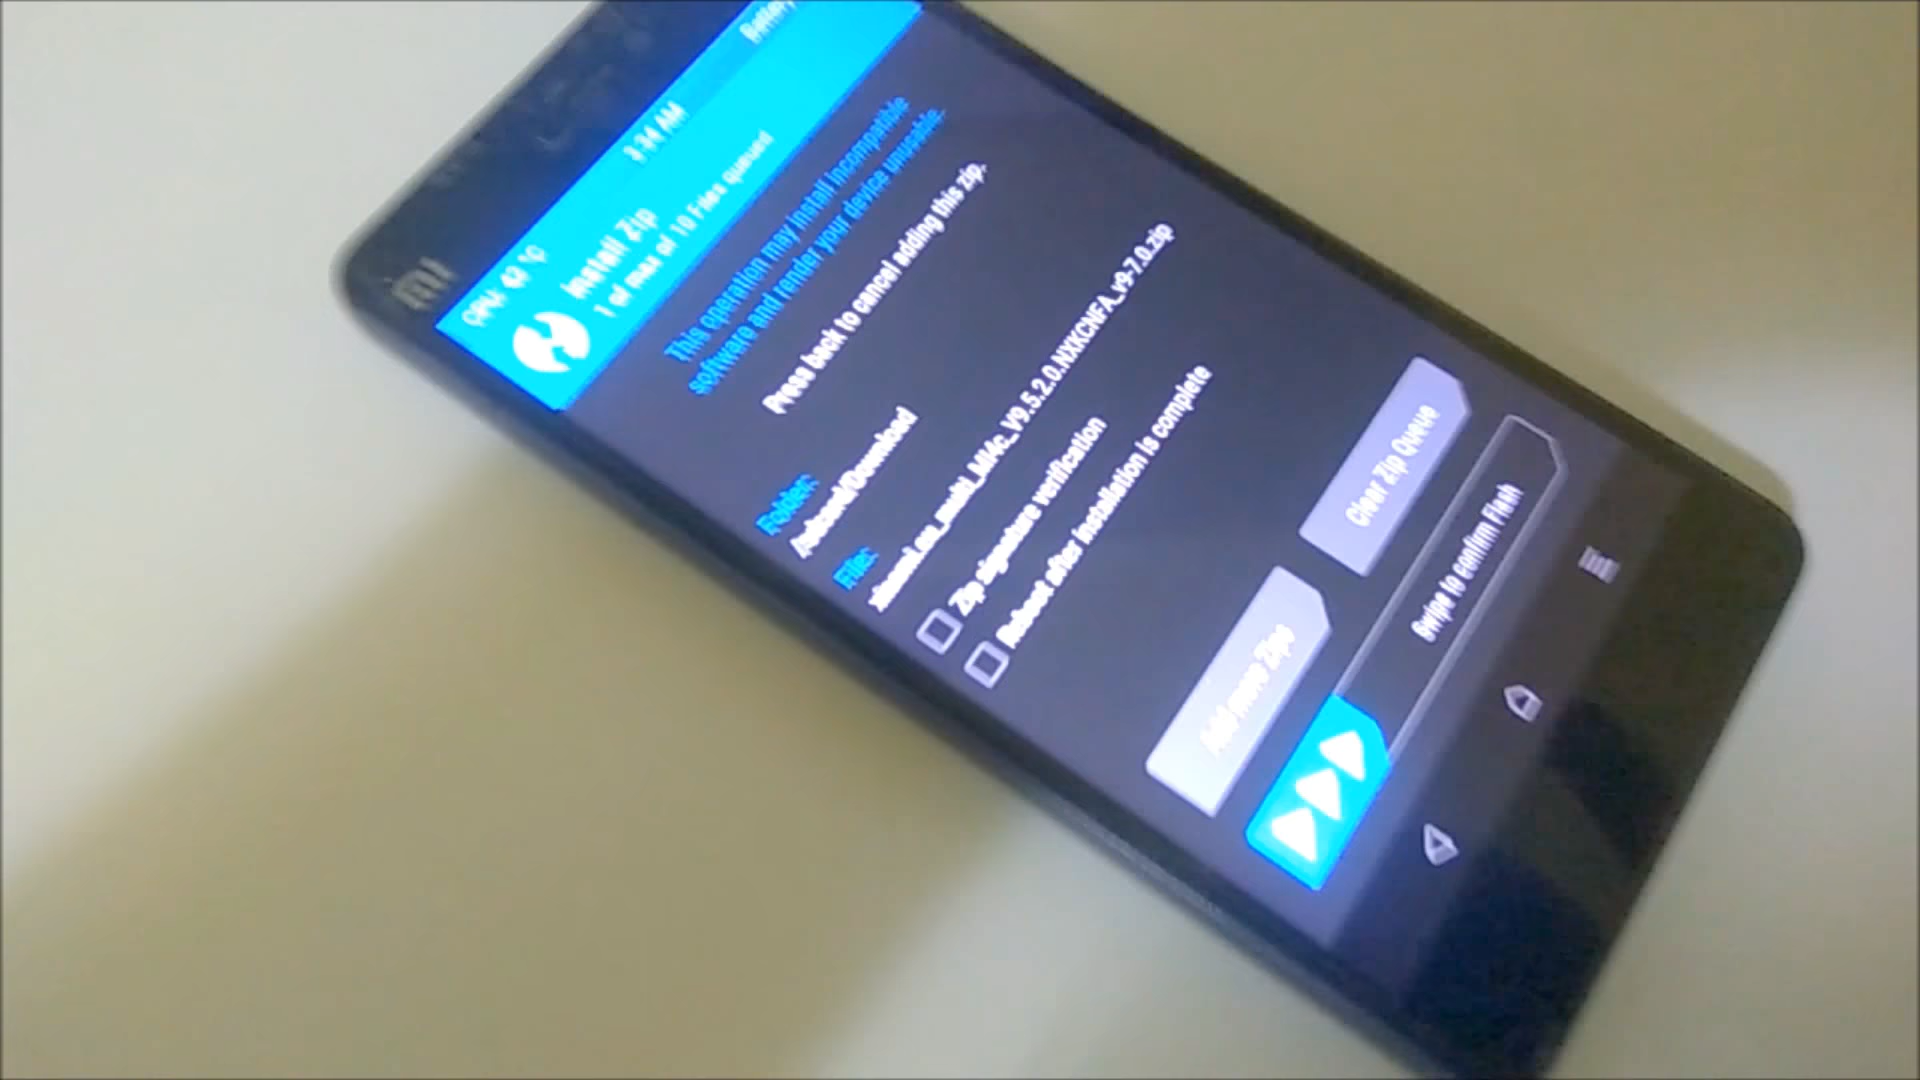 MI
Battery
3:34 AM
CPU: 42 °C
Install Zip
1 of max of 10 Files queued
This operation may install incompatible
software and render your device unusable.
Press back to cancel adding this zip.
Folder:
/sdcard/Download
File:
xiaomi.eu_multi_MI4c_V9.5.2.0.NXKCNFA_v9-7.0.zip
Zip signature verification
Reboot after installation is complete
Add more Zips
Clear Zip Queue
Swipe to confirm Flash